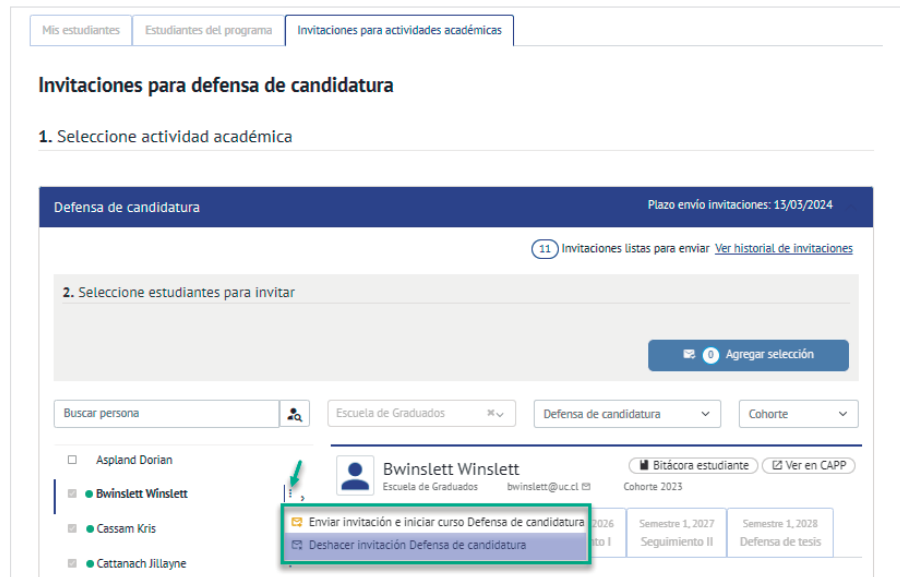 Mis estudiantes
Estudiantes del programa
Invitaciones para actividades académicas
Invitaciones para defensa de candidatura
1. Seleccione actividad académica
Defensa de candidatura
Plazo envío invitaciones: 13/03/2024
11 Invitaciones listas para enviar Ver historial de invitaciones
2. Seleccione estudiantes para invitar
0 Agregar selección
Buscar persona
Escuela de Graduados
Defensa de candidatura
Cohorte
Aspland Dorian
Bwinslett Winslett
Cassam Kris
Cattanach Jillayne
Bwinslett Winslett
Bitácora estudiante
Ver en CAPP
Escuela de Graduados
bwinslett@uc.cl
Cohorte 2023
Enviar invitación e iniciar curso Defensa de candidatura
Deshacer invitación Defensa de candidatura
2026
Semestre 1, 2027
Seguimiento II
Semestre 1, 2028
Defensa de tesis